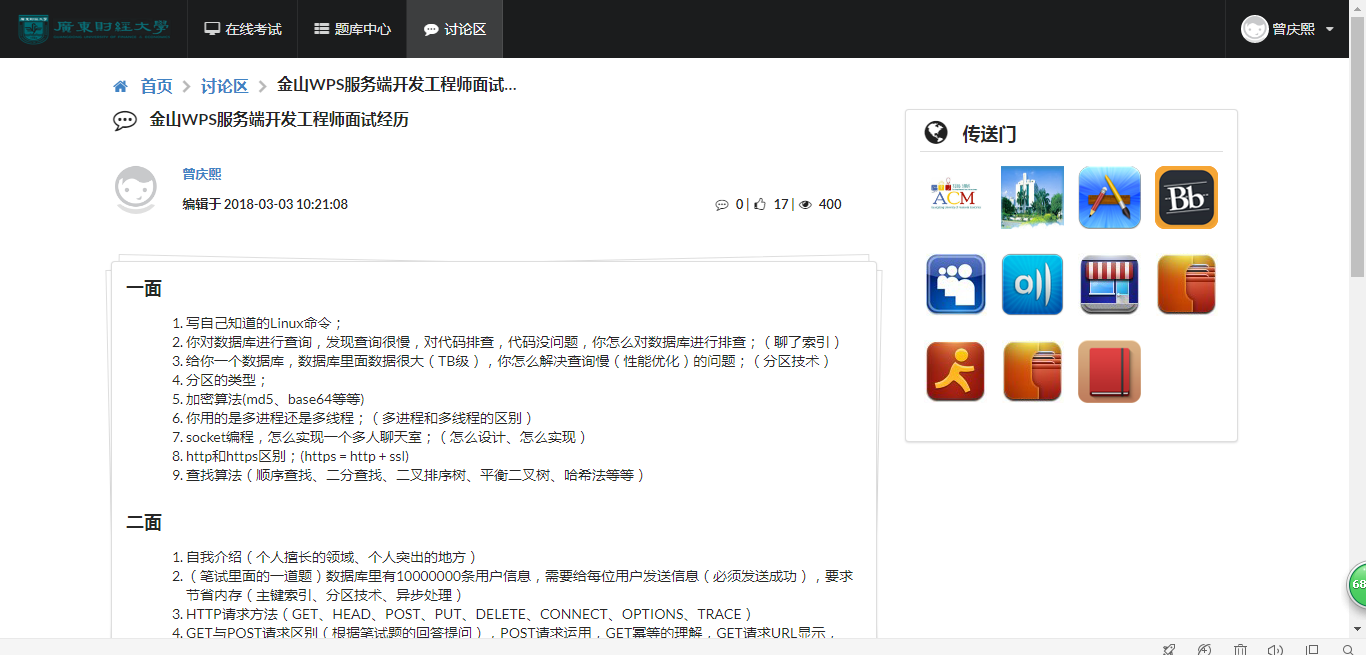 廣東财经大學
在线考试
题库中心
讨论区
曾庆熙
首页 > 讨论区 > 金山WPS服务端开发工程师面试...
金山WPS服务端开发工程师面试经历
曾庆熙
编辑于 2018-03-03 10:21:08
0 | 17 | 400
一面
1. 写自己知道的Linux命令；
2. 你对数据库进行查询，发现查询很慢，对代码排查，代码没问题，你怎么对数据库进行排查；（聊了索引）
3. 给你一个数据库，数据库里面数据很大（TB级），你怎么解决查询慢（性能优化）的问题；（分区技术）
4. 分区的类型；
5. 加密算法(md5、base64等等)
6. 你用的是多进程还是多线程；（多进程和多线程的区别）
7. socket编程，怎么实现一个多人聊天室；（怎么设计、怎么实现）
8. http和https区别；(https = http + ssl)
9. 查找算法（顺序查找、二分查找、二叉排序树、平衡二叉树、哈希法等等）
二面
1. 自我介绍（个人擅长的领域、个人突出的地方）
2. （笔试里面的一道题）数据库里有10000000条用户信息，需要给每位用户发送信息（必须发送成功），要求
节省内存（主键索引、分区技术、异步处理）
3. HTTP请求方法（GET、HEAD、POST、PUT、DELETE、CONNECT、OPTIONS、TRACE）
4. GET与POST请求区别（根据笔试题的回答提问），POST请求运用，GET幂等的理解，GET请求URL显示，
传送门
ACM
Bb
68